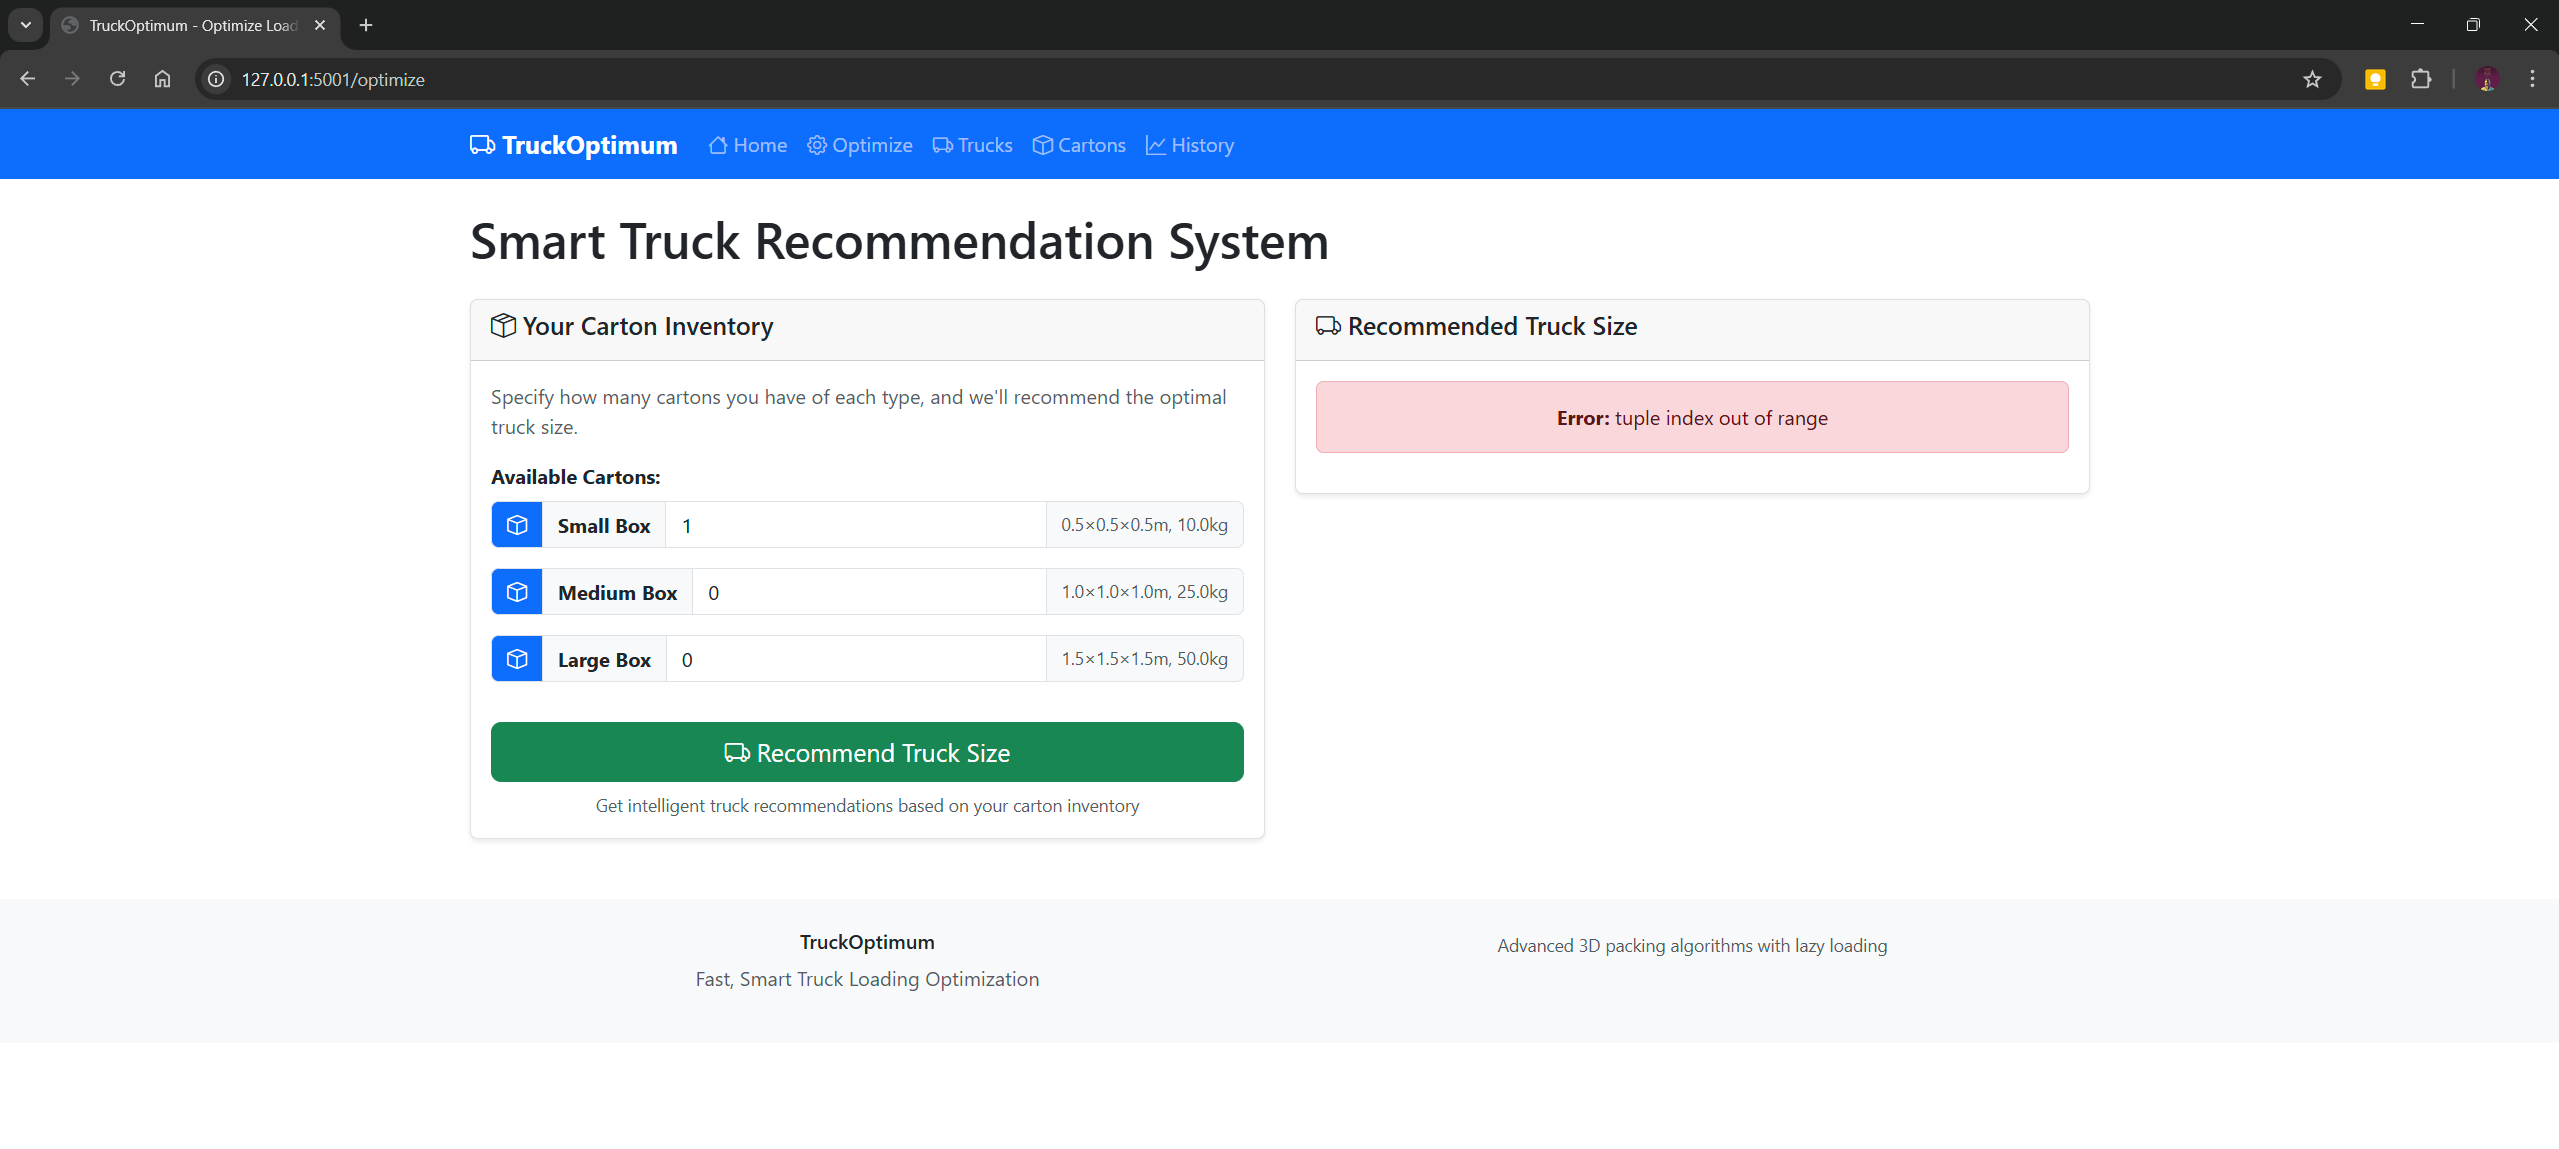 TruckOptimum - Optimize Load
127.0.0.1:5001/optimize
TruckOptimum Home Optimize Trucks Cartons History
Smart Truck Recommendation System
Your Carton Inventory
Specify how many cartons you have of each type, and we'll recommend the optimal
truck size.
Available Cartons:
Small Box 1 0.5×0.5×0.5m, 10.0kg
Medium Box 0 1.0×1.0×1.0m, 25.0kg
Large Box 0 1.5×1.5×1.5m, 50.0kg
Recommend Truck Size
Get intelligent truck recommendations based on your carton inventory
Recommended Truck Size
Error: tuple index out of range
TruckOptimum
Fast, Smart Truck Loading Optimization
Advanced 3D packing algorithms with lazy loading